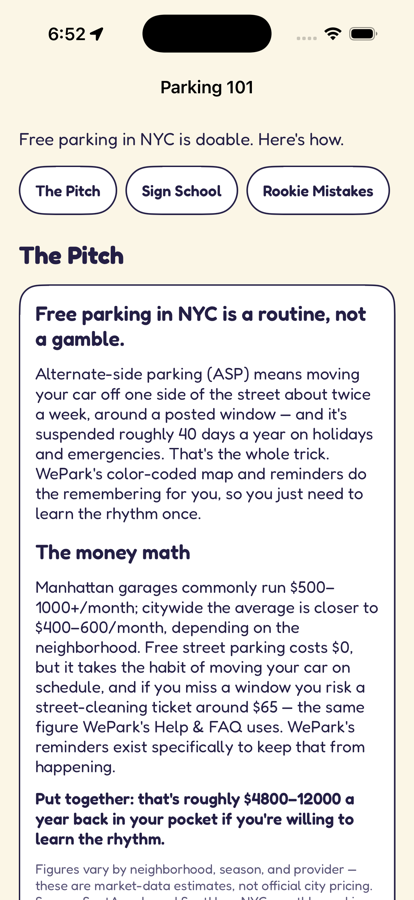 6:52
Parking 101
Free parking in NYC is doable. Here's how.
The Pitch
Sign School
Rookie Mistakes
The Pitch
Free parking in NYC is a routine, not
a gamble.
Alternate-side parking (ASP) means moving
your car off one side of the street about twice
a week, around a posted window — and it's
suspended roughly 40 days a year on holidays
and emergencies. That's the whole trick.
WePark's color-coded map and reminders do
the remembering for you, so you just need to
learn the rhythm once.
The money math
Manhattan garages commonly run $500–
1000+/month; citywide the average is closer to
$400–600/month, depending on the
neighborhood. Free street parking costs $0,
but it takes the habit of moving your car on
schedule, and if you miss a window you risk a
street-cleaning ticket around $65 — the same
figure WePark's Help & FAQ uses. WePark's
reminders exist specifically to keep that from
happening.
Put together: that's roughly $4800–12000 a
year back in your pocket if you're willing to
learn the rhythm.
Figures vary by neighborhood, season, and provider —
these are market-data estimates, not official city pricing.